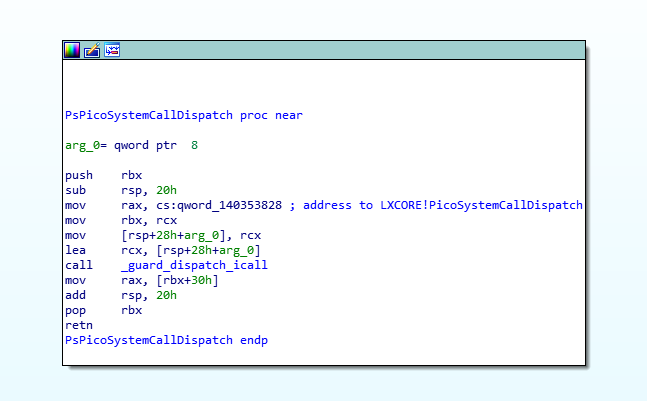 PsPicoSystemCallDispatch proc near
arg_0= qword ptr  8
push    rbx
sub     rsp, 20h
mov     rax, cs:qword_140353828 ; address to LXCORE!PicoSystemCallDispatch
mov     rbx, rcx
mov     [rsp+28h+arg_0], rcx
lea     rcx, [rsp+28h+arg_0]
call    _guard_dispatch_icall
mov     rax, [rbx+30h]
add     rsp, 20h
pop     rbx
retn
PsPicoSystemCallDispatch endp